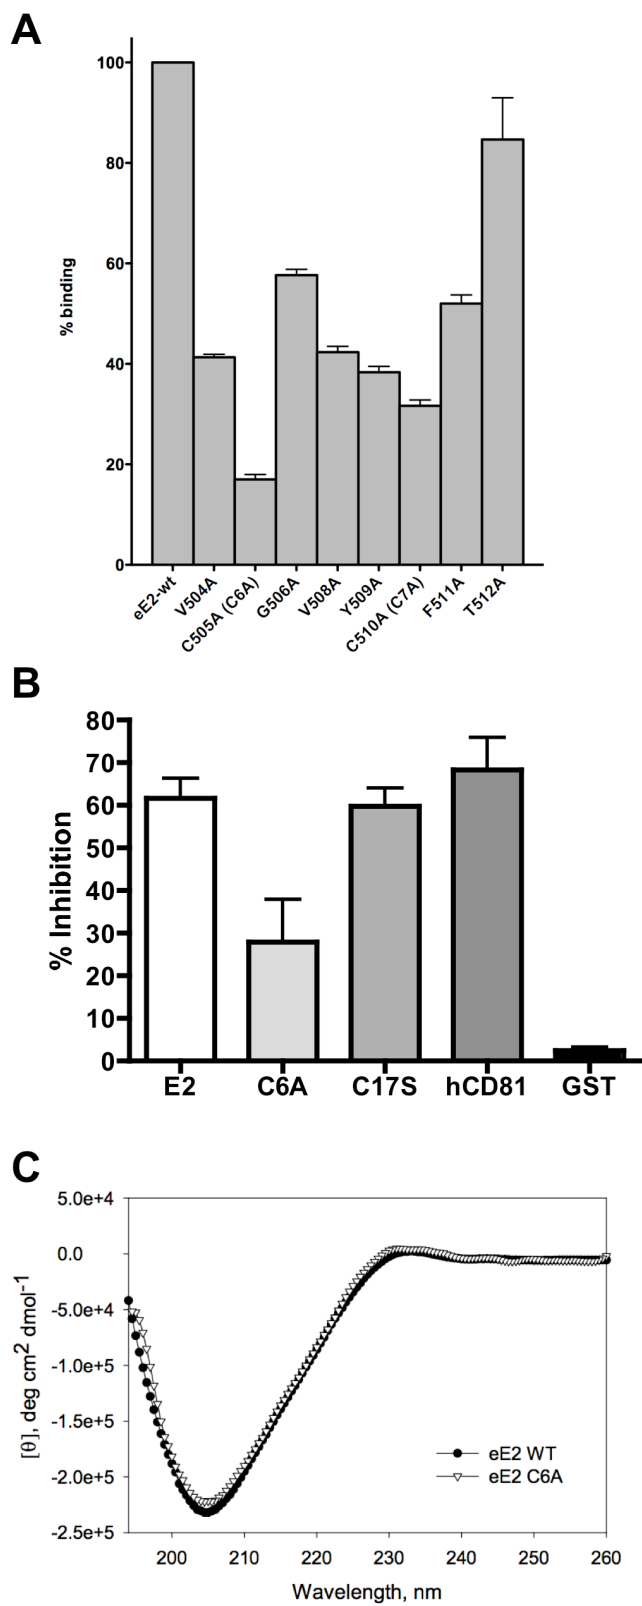 A
100
80
60
40
20
0
% binding
eE2-wt
V504A
C505A (C6A)
G506A
V508A
Y509A
C510A (C7A)
F511A
T512A
B
80
70
60
50
40
30
20
10
0
% Inhibition
E2 C6A C17S hCD81 GST
C
5.0e+4
0.0
-5.0e+4
-1.0e+5
-1.5e+5
-2.0e+5
-2.5e+5
[θ], deg cm2 dmol-1
eE2 WT
eE2 C6A
200 210 220 230 240 250 260
Wavelength, nm